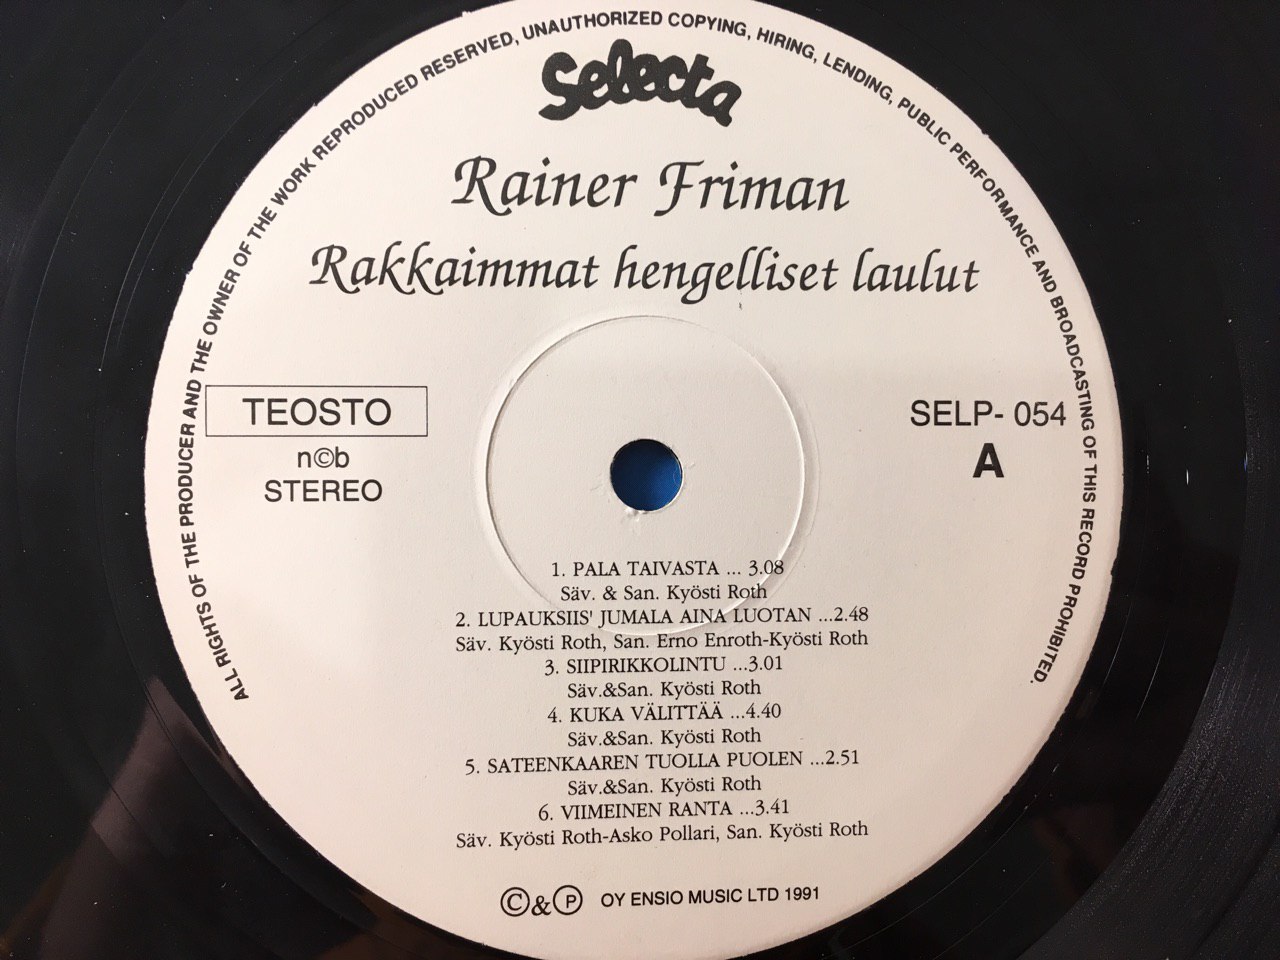 ALL RIGHTS OF THE PRODUCER AND THE OWNER OF THE WORK REPRODUCED RESERVED, UNAUTHORIZED COPYING, HIRING, LENDING, PUBLIC PERFORMANCE AND BROADCASTING OF THIS RECORD PROHIBITED.
Selecta
Rainer Friman
Rakkaimmat hengelliset laulut
TEOSTO
n©b
STEREO
SELP- 054
A
1. PALA TAIVASTA ... 3.08
Säv. & San. Kyösti Roth
2. LUPAUKSIIS' JUMALA AINA LUOTAN ...2.48
Säv. Kyösti Roth, San. Erno Enroth-Kyösti Roth
3. SIIPIRIKKOLINTU ...3.01
Säv.&San. Kyösti Roth
4. KUKA VÄLITTÄÄ ...4.40
Säv.&San. Kyösti Roth
5. SATEENKAAREN TUOLLA PUOLEN ...2.51
Säv.&San. Kyösti Roth
6. VIIMEINEN RANTA ...3.41
Säv. Kyösti Roth-Asko Pollari, San. Kyösti Roth
©&℗ OY ENSIO MUSIC LTD 1991